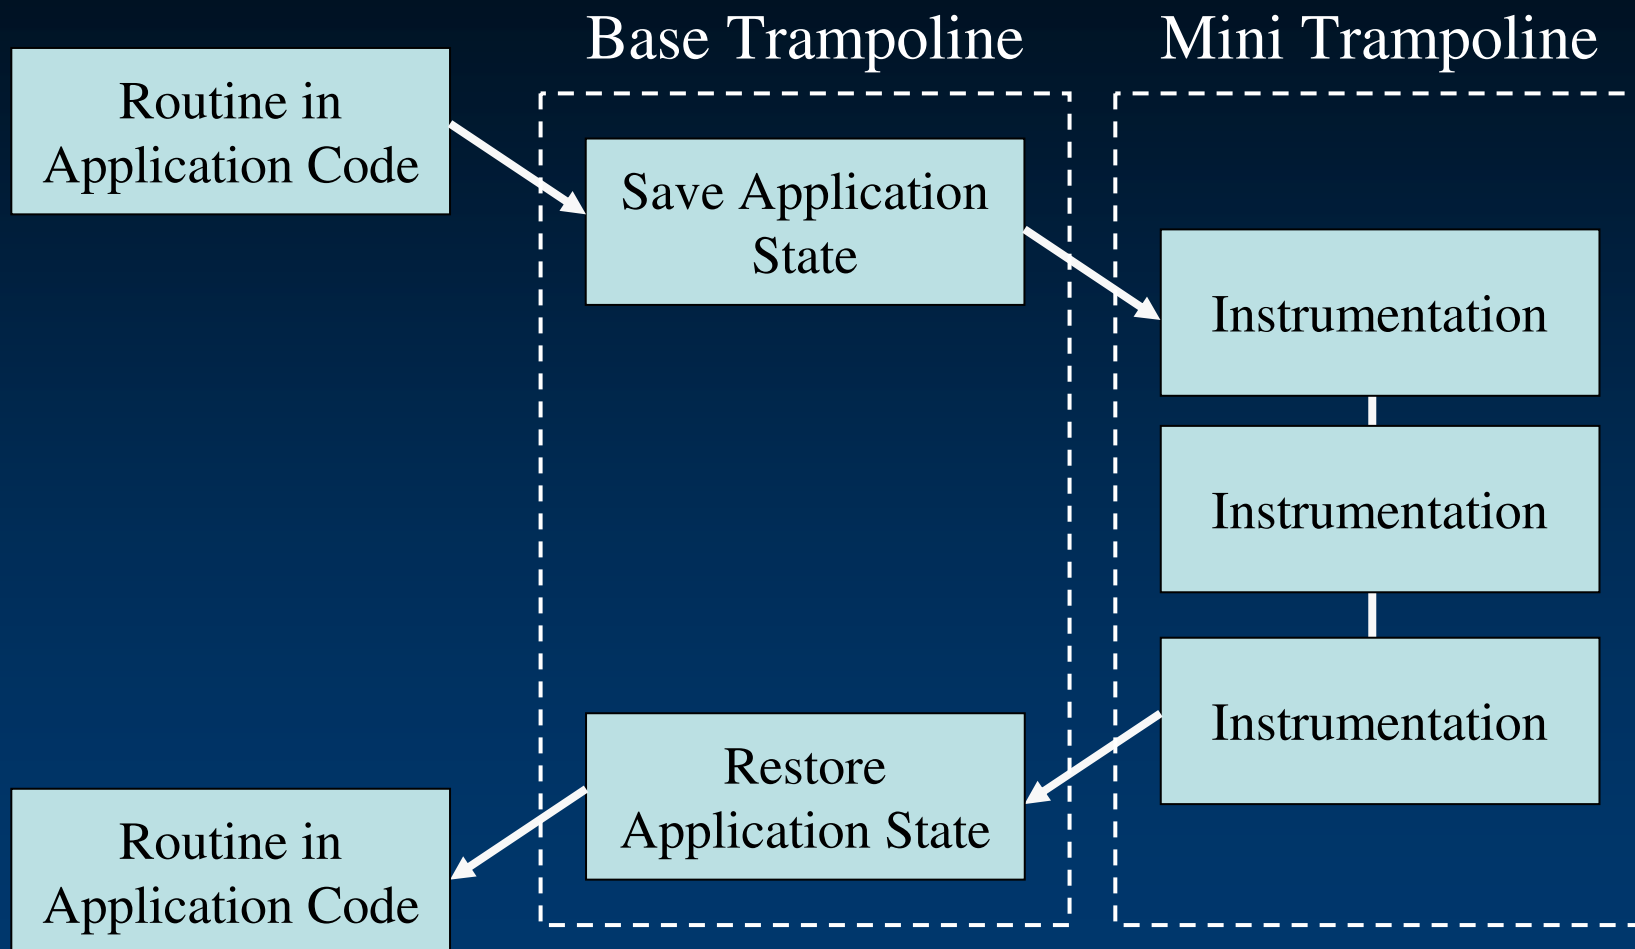 Base Trampoline
Mini Trampoline
Routine in
Application Code
Save Application
State
Instrumentation
Instrumentation
Instrumentation
Restore
Application State
Routine in
Application Code